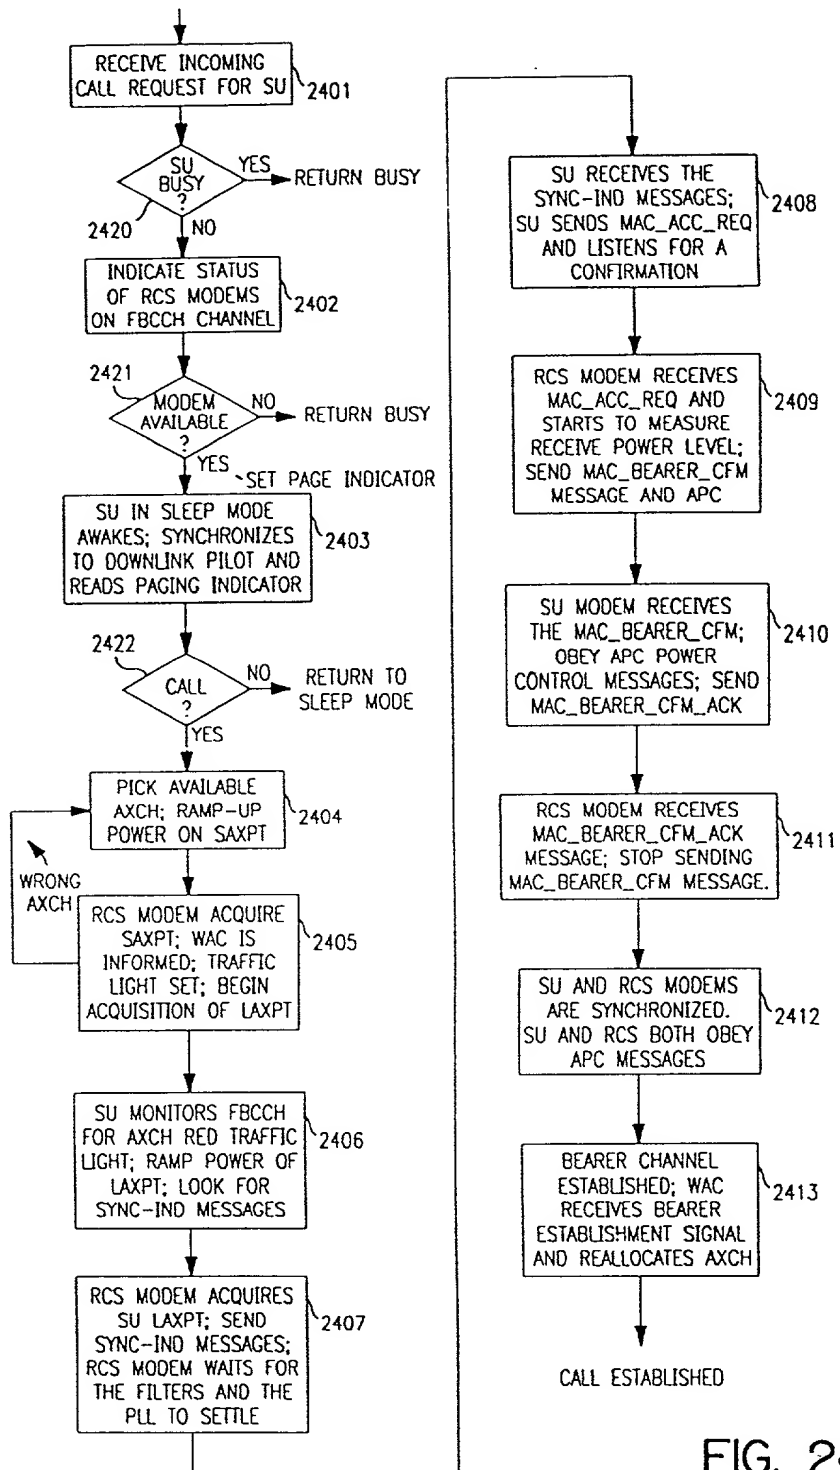 RECEIVE INCOMING
CALL REQUEST FOR SU
2401
SU
BUSY
?
YES
RETURN BUSY
2420
NO
INDICATE STATUS
OF RCS MODEMS
ON FBCCH CHANNEL
2402
2421
MODEM
AVAILABLE
?
NO
RETURN BUSY
YES
SET PAGE INDICATOR
SU IN SLEEP MODE
AWAKES; SYNCHRONIZES
TO DOWNLINK PILOT AND
READS PAGING INDICATOR
2403
2422
CALL
?
NO
RETURN TO
SLEEP MODE
YES
PICK AVAILABLE
AXCH; RAMP-UP
POWER ON SAXPT
2404
WRONG
AXCH
RCS MODEM ACQUIRE
SAXPT; WAC IS
INFORMED; TRAFFIC
LIGHT SET; BEGIN
ACQUISITION OF LAXPT
2405
SU MONITORS FBCCH
FOR AXCH RED TRAFFIC
LIGHT; RAMP POWER OF
LAXPT; LOOK FOR
SYNC-IND MESSAGES
2406
RCS MODEM ACQUIRES
SU LAXPT; SEND
SYNC-IND MESSAGES;
RCS MODEM WAITS FOR
THE FILTERS AND THE
PLL TO SETTLE
2407
SU RECEIVES THE
SYNC-IND MESSAGES;
SU SENDS MAC_ACC_REQ
AND LISTENS FOR A
CONFIRMATION
2408
RCS MODEM RECEIVES
MAC_ACC_REQ AND
STARTS TO MEASURE
RECEIVE POWER LEVEL;
SEND MAC_BEARER_CFM
MESSAGE AND APC
2409
SU MODEM RECEIVES
THE MAC_BEARER_CFM;
OBEY APC POWER
CONTROL MESSAGES; SEND
MAC_BEARER_CFM_ACK
2410
RCS MODEM RECEIVES
MAC_BEARER_CFM_ACK
MESSAGE; STOP SENDING
MAC_BEARER_CFM MESSAGE.
2411
SU AND RCS MODEMS
ARE SYNCHRONIZED.
SU AND RCS BOTH OBEY
APC MESSAGES
2412
BEARER CHANNEL
ESTABLISHED; WAC
RECEIVES BEARER
ESTABLISHMENT SIGNAL
AND REALLOCATES AXCH
2413
CALL ESTABLISHED
FIG. 2